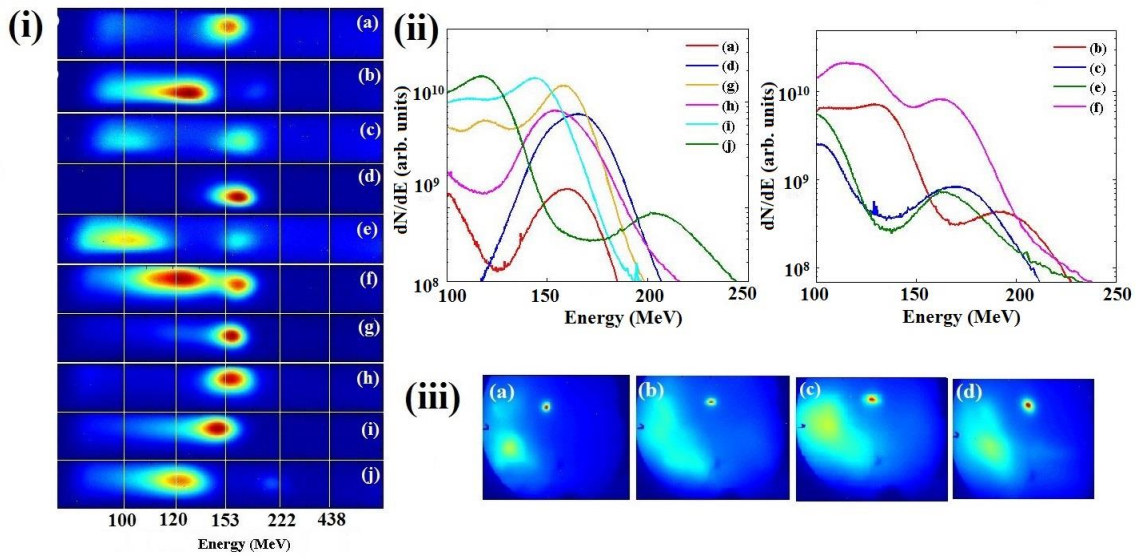 (i)
(a)
(b)
(c)
(d)
(e)
(f)
(g)
(h)
(i)
(j)
100 120 153 222 438
Energy (MeV)
(ii)
dN/dE (arb. units)
10^10
10^9
10^8
100 150 200 250
Energy (MeV)
(a)
(d)
(g)
(h)
(i)
(j)
dN/dE (arb. units)
10^10
10^9
10^8
100 150 200 250
Energy (MeV)
(b)
(c)
(e)
(f)
(iii)
(a) (b) (c) (d)